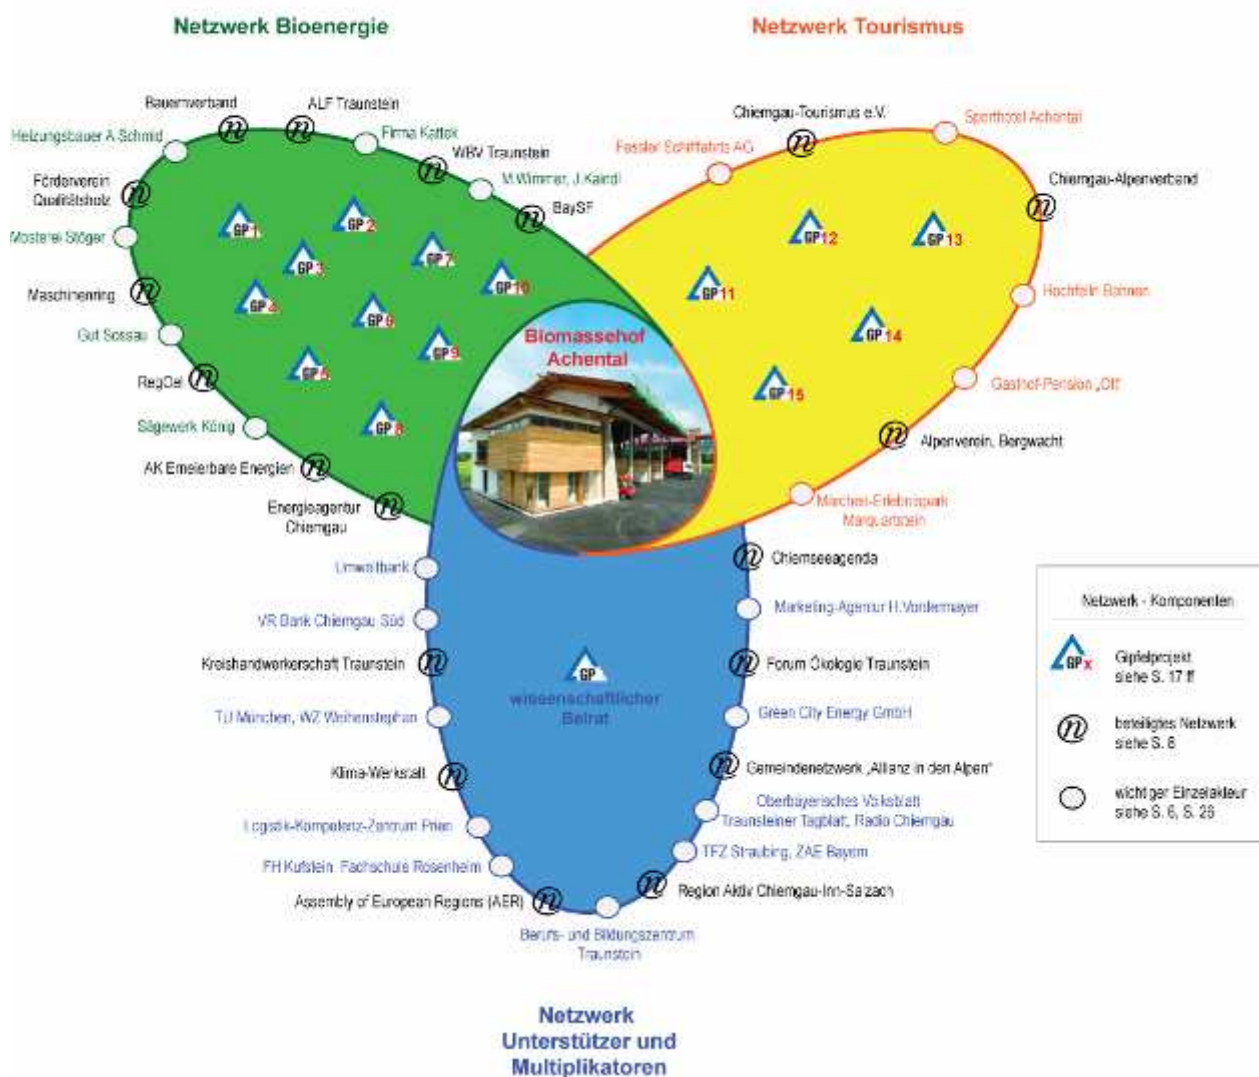 Netzwerk Bioenergie
Netzwerk Tourismus
Bauernverband
ALF Traunstein
Heizungsbauer A.Schmid
Firma Kattek
WBV Traunstein
Förderverein
Qualitätsholz
M.Wimmer, J.Kaindl
BaySF
Mosterei Stöger
Maschinenring
Gut Sossau
RegOel
Sägewerk König
AK Erneierbare Energien
Energieagentur
Chiemgau
GP1
GP2
GP3
GP7
GP4
GP6
GP10
GP5
GP9
GP8
Chiemgau-Tourismus e.V.
Sporthotel Achental
Fessler Schifffahrts AG
Chiemgau-Alpenverband
Hochfelln Bahnen
Gasthof-Pension „Ott"
Alpenverein, Bergwacht
Märchen-Erlebnispark
Marquartstein
GP12
GP13
GP11
GP14
GP15
Biomassehof
Achental
Umweltbank
VR Bank Chiemgau Süd
Kreishandwerkerschaft Traunstein
TU München, WZ Weihenstephan
Klima-Werkstatt
Logistik-Kompetenz-Zentrum Prien
FH Kufstein, Fachschule Rosenheim
Assembly of European Regions (AER)
GP
wissenschaftlicher
Beirat
Chiemseeagenda
Marketing-Agentur H.Vordermayer
Forum Ökologie Traunstein
Green City Energy GmbH
Gemeindenetzwerk „Allianz in den Alpen"
Oberbayerisches Volksblatt
Traunsteiner Tagblatt, Radio Chiemgau
TFZ Straubing, ZAE Bayern
Region Aktiv Chiemgau-Inn-Salzach
Berufs- und Bildungszentrum
Traunstein
Netzwerk
Unterstützer und
Multiplikatoren
Netzwerk - Komponenten
GPx
Gipfelprojekt
siehe S. 17 ff
n
beteiligtes Netzwerk
siehe S. 6
wichtiger Einzelakteur
siehe S. 6, S. 26